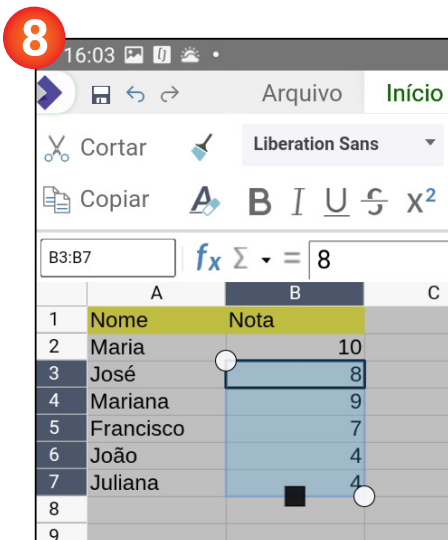 8
16:03
Arquivo Início
Cortar Liberation Sans
Copiar A B I U S X²
B3:B7 fx Σ = 8
A B C
1 Nome Nota
2 Maria 10
3 José 8
4 Mariana 9
5 Francisco 7
6 João 4
7 Juliana 4
8
9